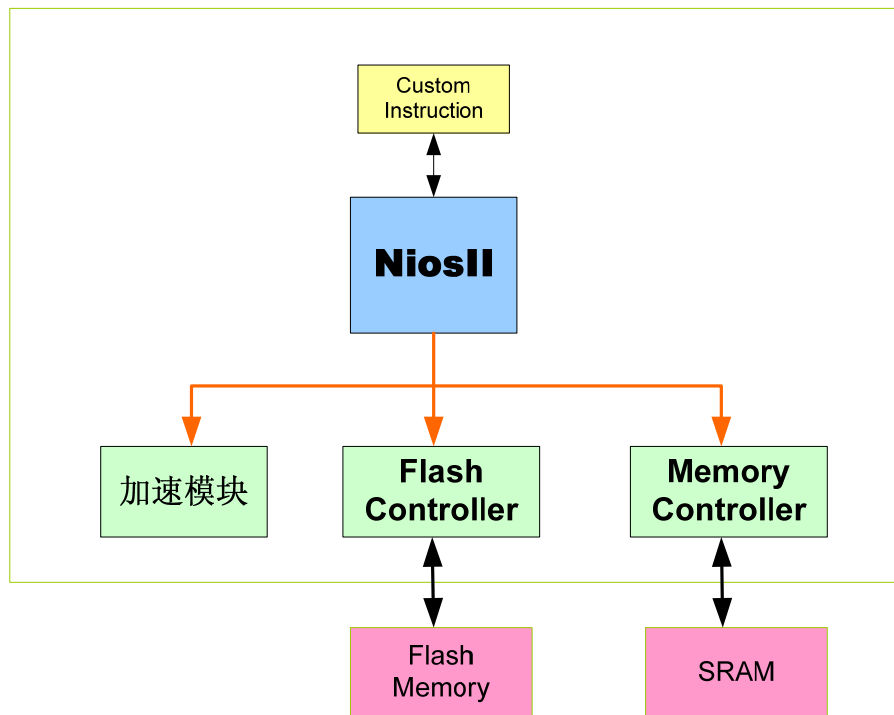 Custom
Instruction
NiosII
加速模块
Flash
Controller
Memory
Controller
Flash
Memory
SRAM